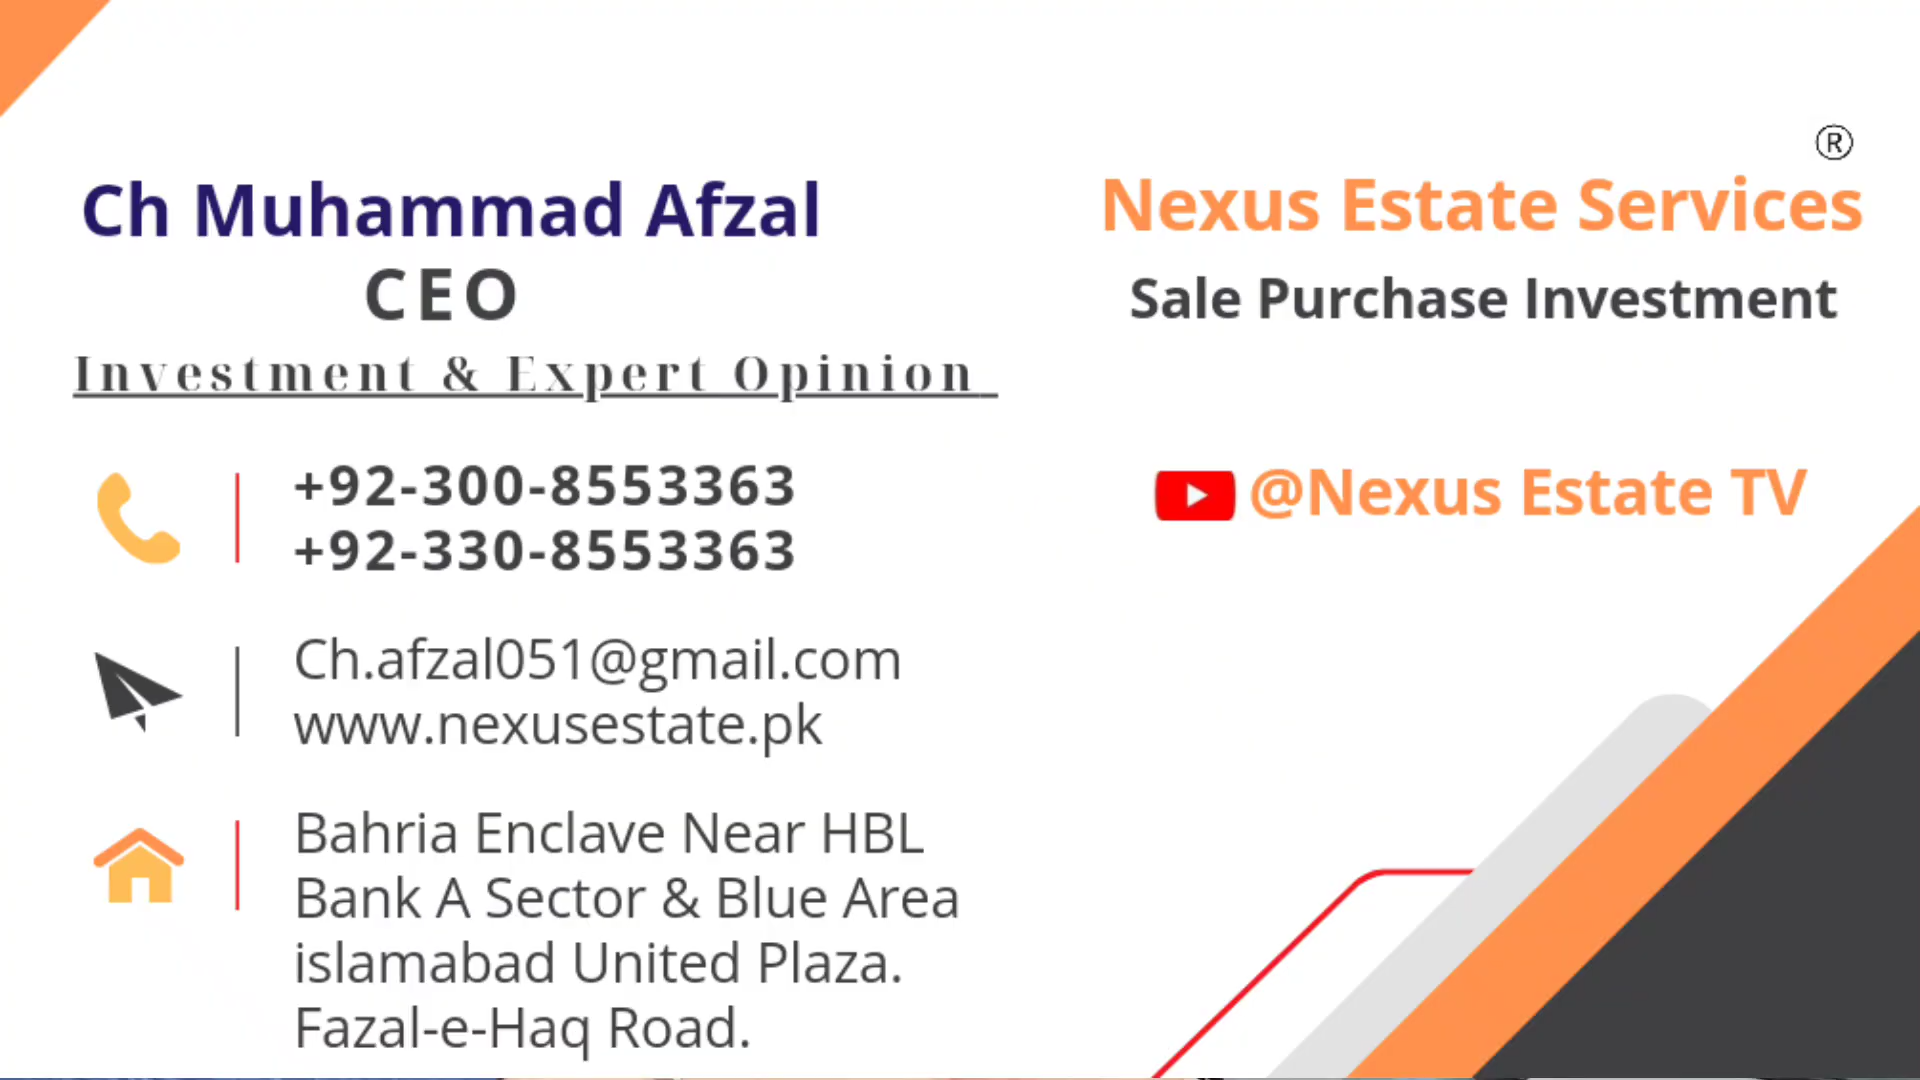 Ch Muhammad Afzal
CEO
Investment & Expert Opinion
+92-300-8553363
+92-330-8553363
Ch.afzal051@gmail.com
www.nexusestate.pk
Bahria Enclave Near HBL
Bank A Sector & Blue Area
islamabad United Plaza.
Fazal-e-Haq Road.
®
Nexus Estate Services
Sale Purchase Investment
@Nexus Estate TV